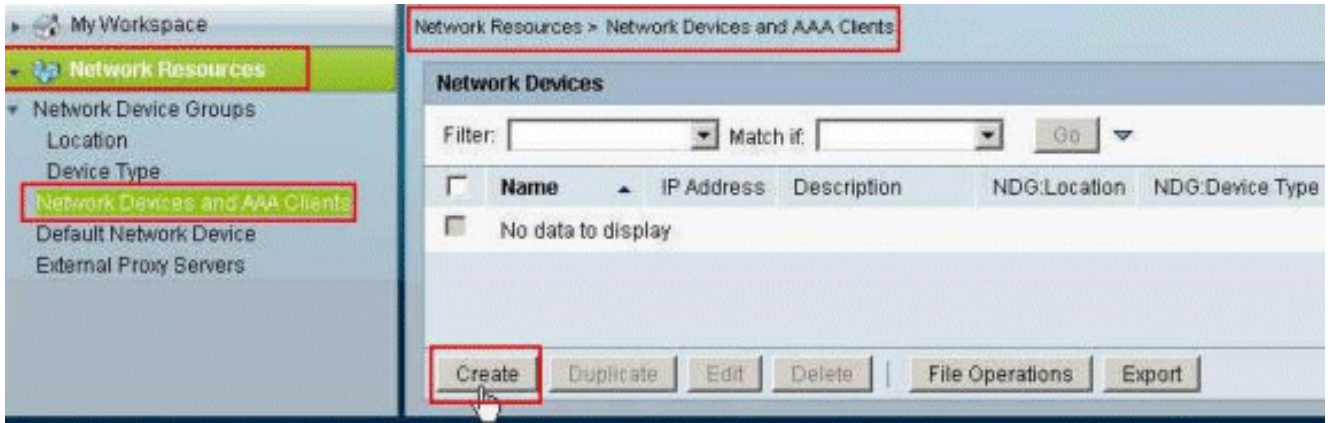 My Workspace
Network Resources
Network Device Groups
Location
Device Type
Network Devices and AAA Clients
Default Network Device
External Proxy Servers
Network Resources > Network Devices and AAA Clients
Network Devices
Filter: Match if: Go
Name IP Address Description NDG:Location NDG:Device Type
No data to display
Create Duplicate Edit Delete | File Operations Export